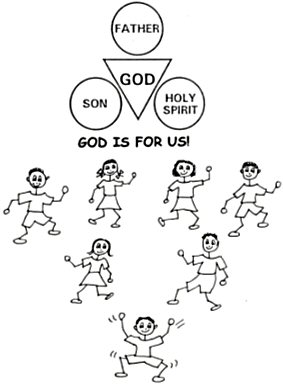 FATHER
GOD
SON
HOLY
SPIRIT
GOD IS FOR US!